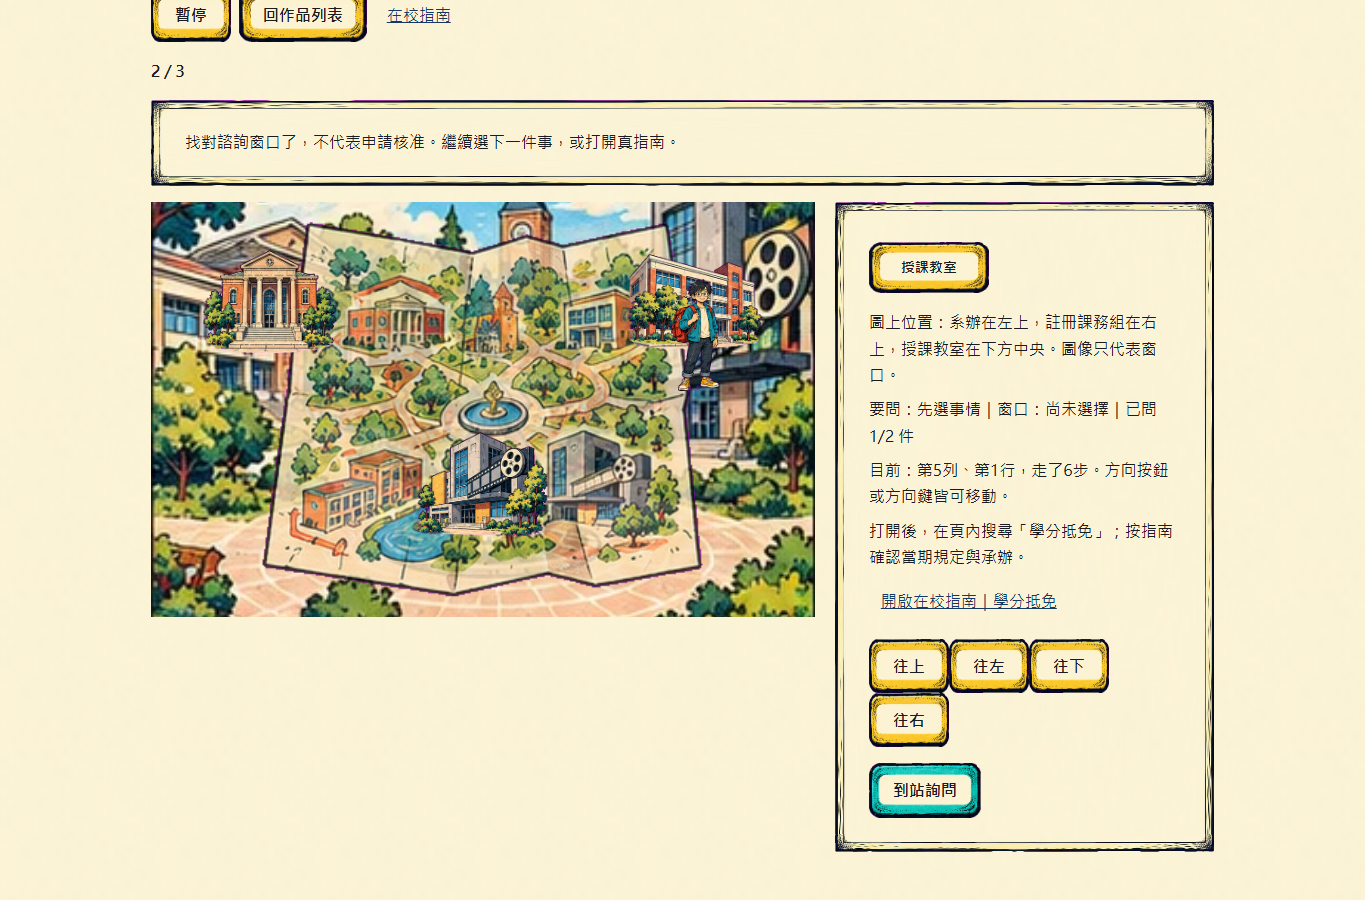 暫停
回作品列表
在校指南
2 / 3
找對諮詢窗口了，不代表申請核准。繼續選下一件事，或打開真指南。
授課教室
圖上位置：系辦在左上，註冊課務組在右
上，授課教室在下方中央。圖像只代表窗
口。
要問：先選事情｜窗口：尚未選擇｜已問
1/2 件
目前：第5列、第1行，走了6步。方向按鈕
或方向鍵皆可移動。
打開後，在頁內搜尋「學分抵免」；按指南
確認當期規定與承辦。
開啟在校指南｜學分抵免
往上
往左
往下
往右
到站詢問